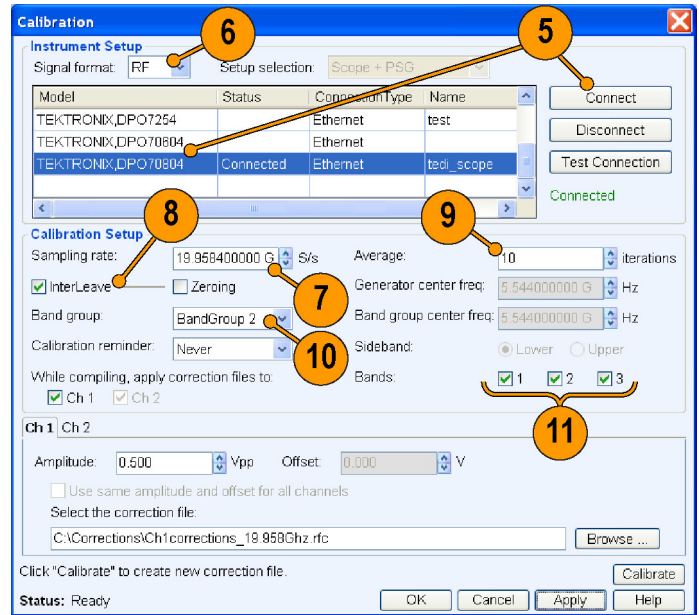 Calibration
Instrument Setup
Signal format: RF Setup selection: Scope + PSG
6
5
Model Status ConnectionType Name
TEKTRONIX,DPO7254 Ethernet test
TEKTRONIX,DPO70604 Ethernet
TEKTRONIX,DPO70804 Connected Ethernet tedi_scope
Connect
Disconnect
Test Connection
Connected
8
9
Calibration Setup
Sampling rate: 19.958400000 G S/s
InterLeave Zeroing
7
Band group: BandGroup 2
10
Calibration reminder: Never
While compiling, apply correction files to:
Ch 1 Ch 2
Average: 10 iterations
Generator center freq: 5.544000000 G Hz
Band group center freq: 5.544000000 G Hz
Sideband: Lower Upper
Bands: 1 2 3
11
Ch 1 Ch 2
Amplitude: 0.500 Vpp Offset: 0.000 V
Use same amplitude and offset for all channels
Select the correction file:
C:\Corrections\Ch1corrections_19.958Ghz.rfc Browse ...
Click "Calibrate" to create new correction file. Calibrate
Status: Ready OK Cancel Apply Help